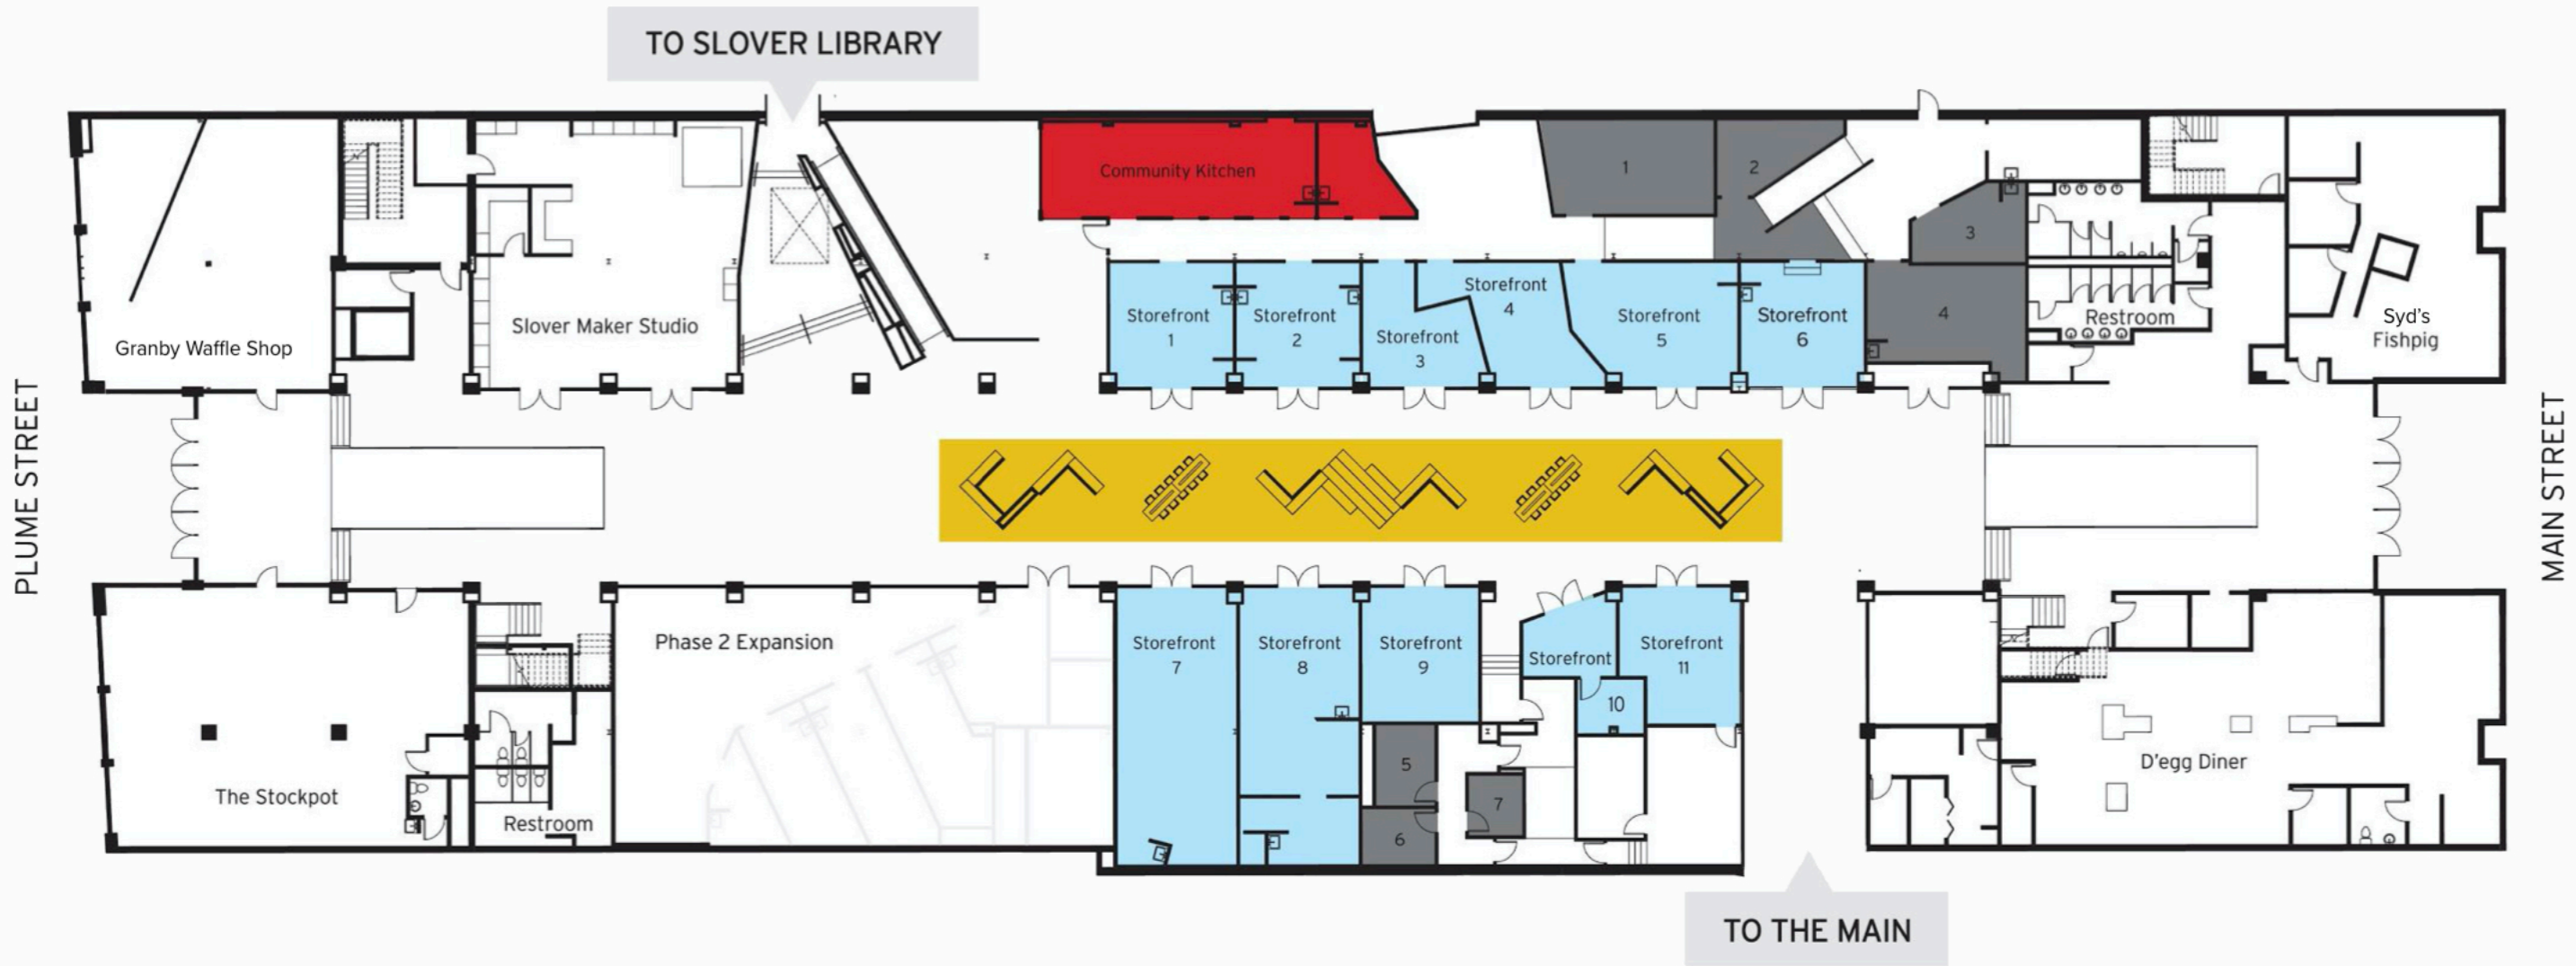 TO SLOVER LIBRARY
Community Kitchen
1
2
3
4
Granby Waffle Shop
Slover Maker Studio
Storefront
1
Storefront
2
Storefront
3
Storefront
4
Storefront
5
Storefront
6
Restroom
Syd's
Fishpig
PLUME STREET
MAIN STREET
The Stockpot
Restroom
Phase 2 Expansion
Storefront
7
Storefront
8
Storefront
9
Storefront
10
Storefront
11
5
6
7
D'egg Diner
TO THE MAIN